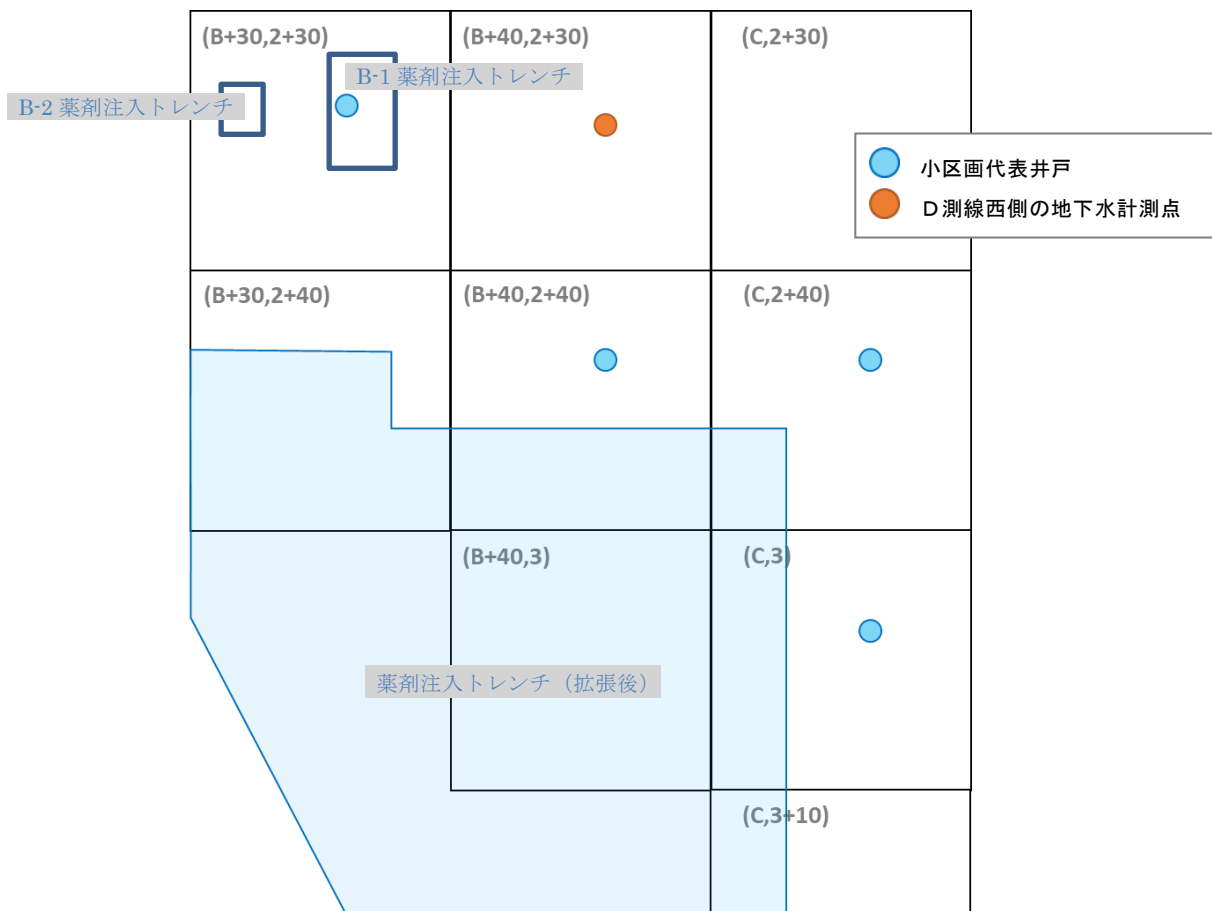 (B+30,2+30)
(B+40,2+30)
(C,2+30)
B-1 薬剤注入トレンチ
B-2 薬剤注入トレンチ
小区画代表井戸
D測線西側の地下水計測点
(B+30,2+40)
(B+40,2+40)
(C,2+40)
(B+40,3)
(C,3)
薬剤注入トレンチ（拡張後）
(C,3+10)